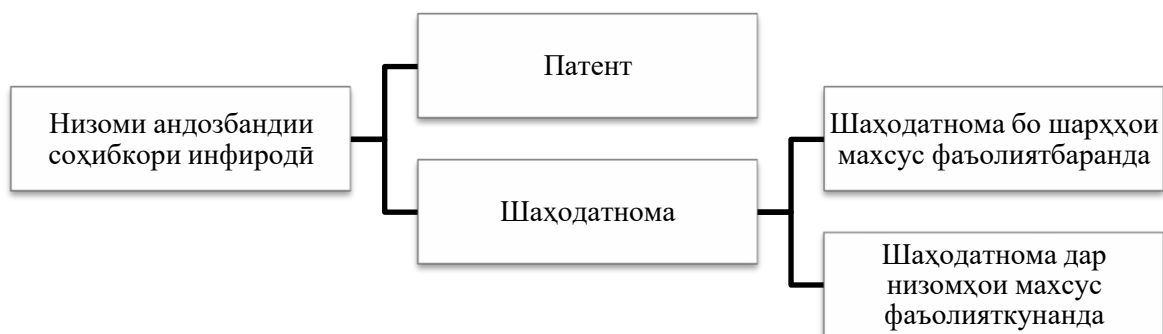 Низоми андозбандии
соҳибкори инфиродӣ
Патент
Шаҳодатнома
Шаҳодатнома бо шарҳҳои
махсус фаъолиятбаранда
Шаҳодатнома дар
низомҳои махсус
фаъолияткунанда